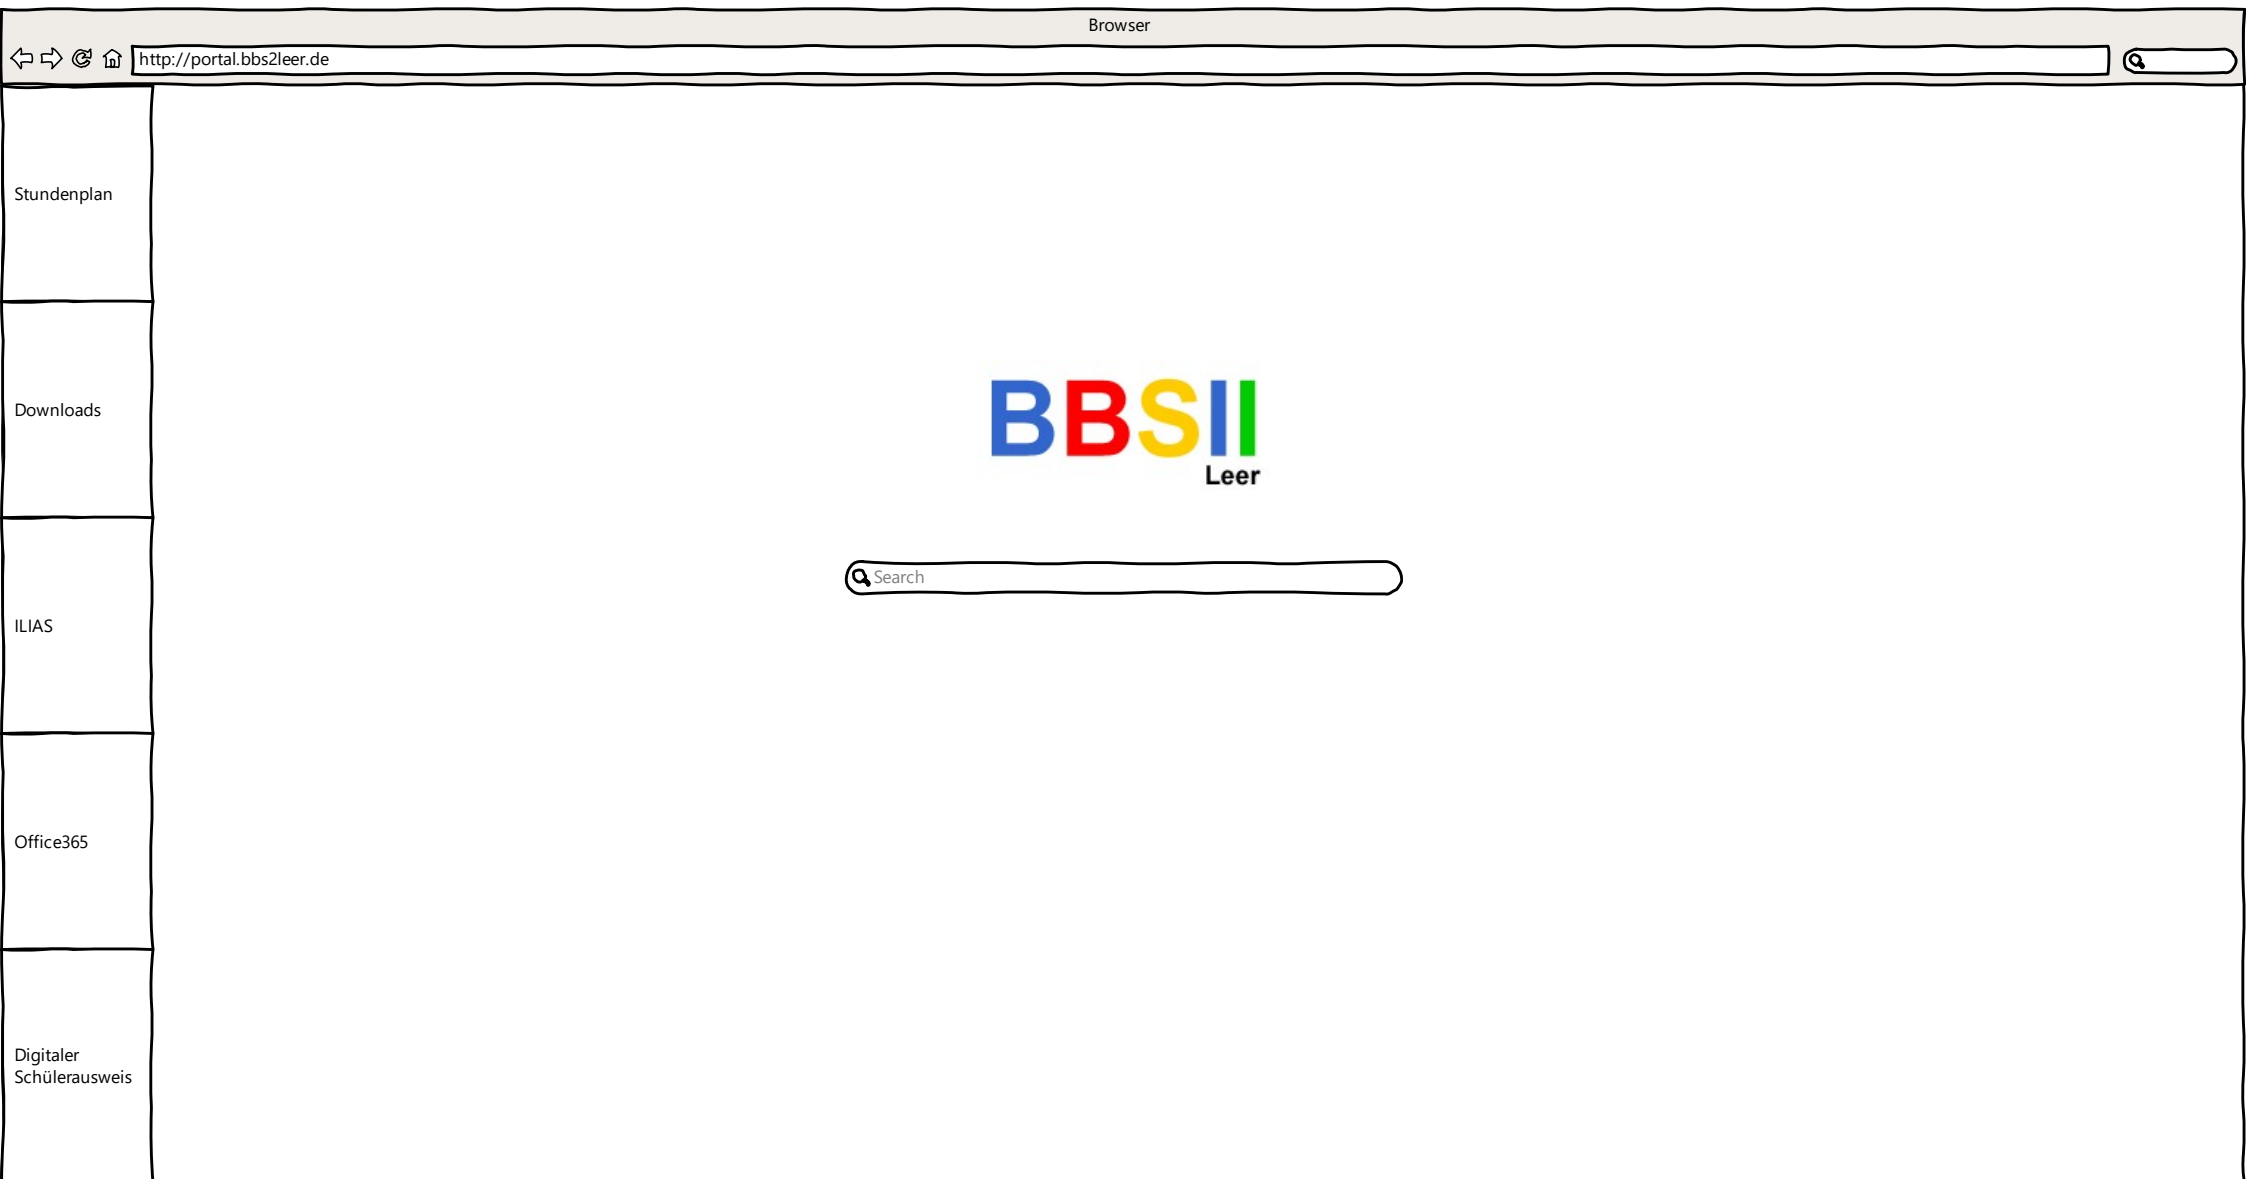 Browser
http://portal.bbs2leer.de
Stundenplan
Downloads
BBSII
Leer
Search
ILIAS
Office365
Digitaler
Schülerausweis